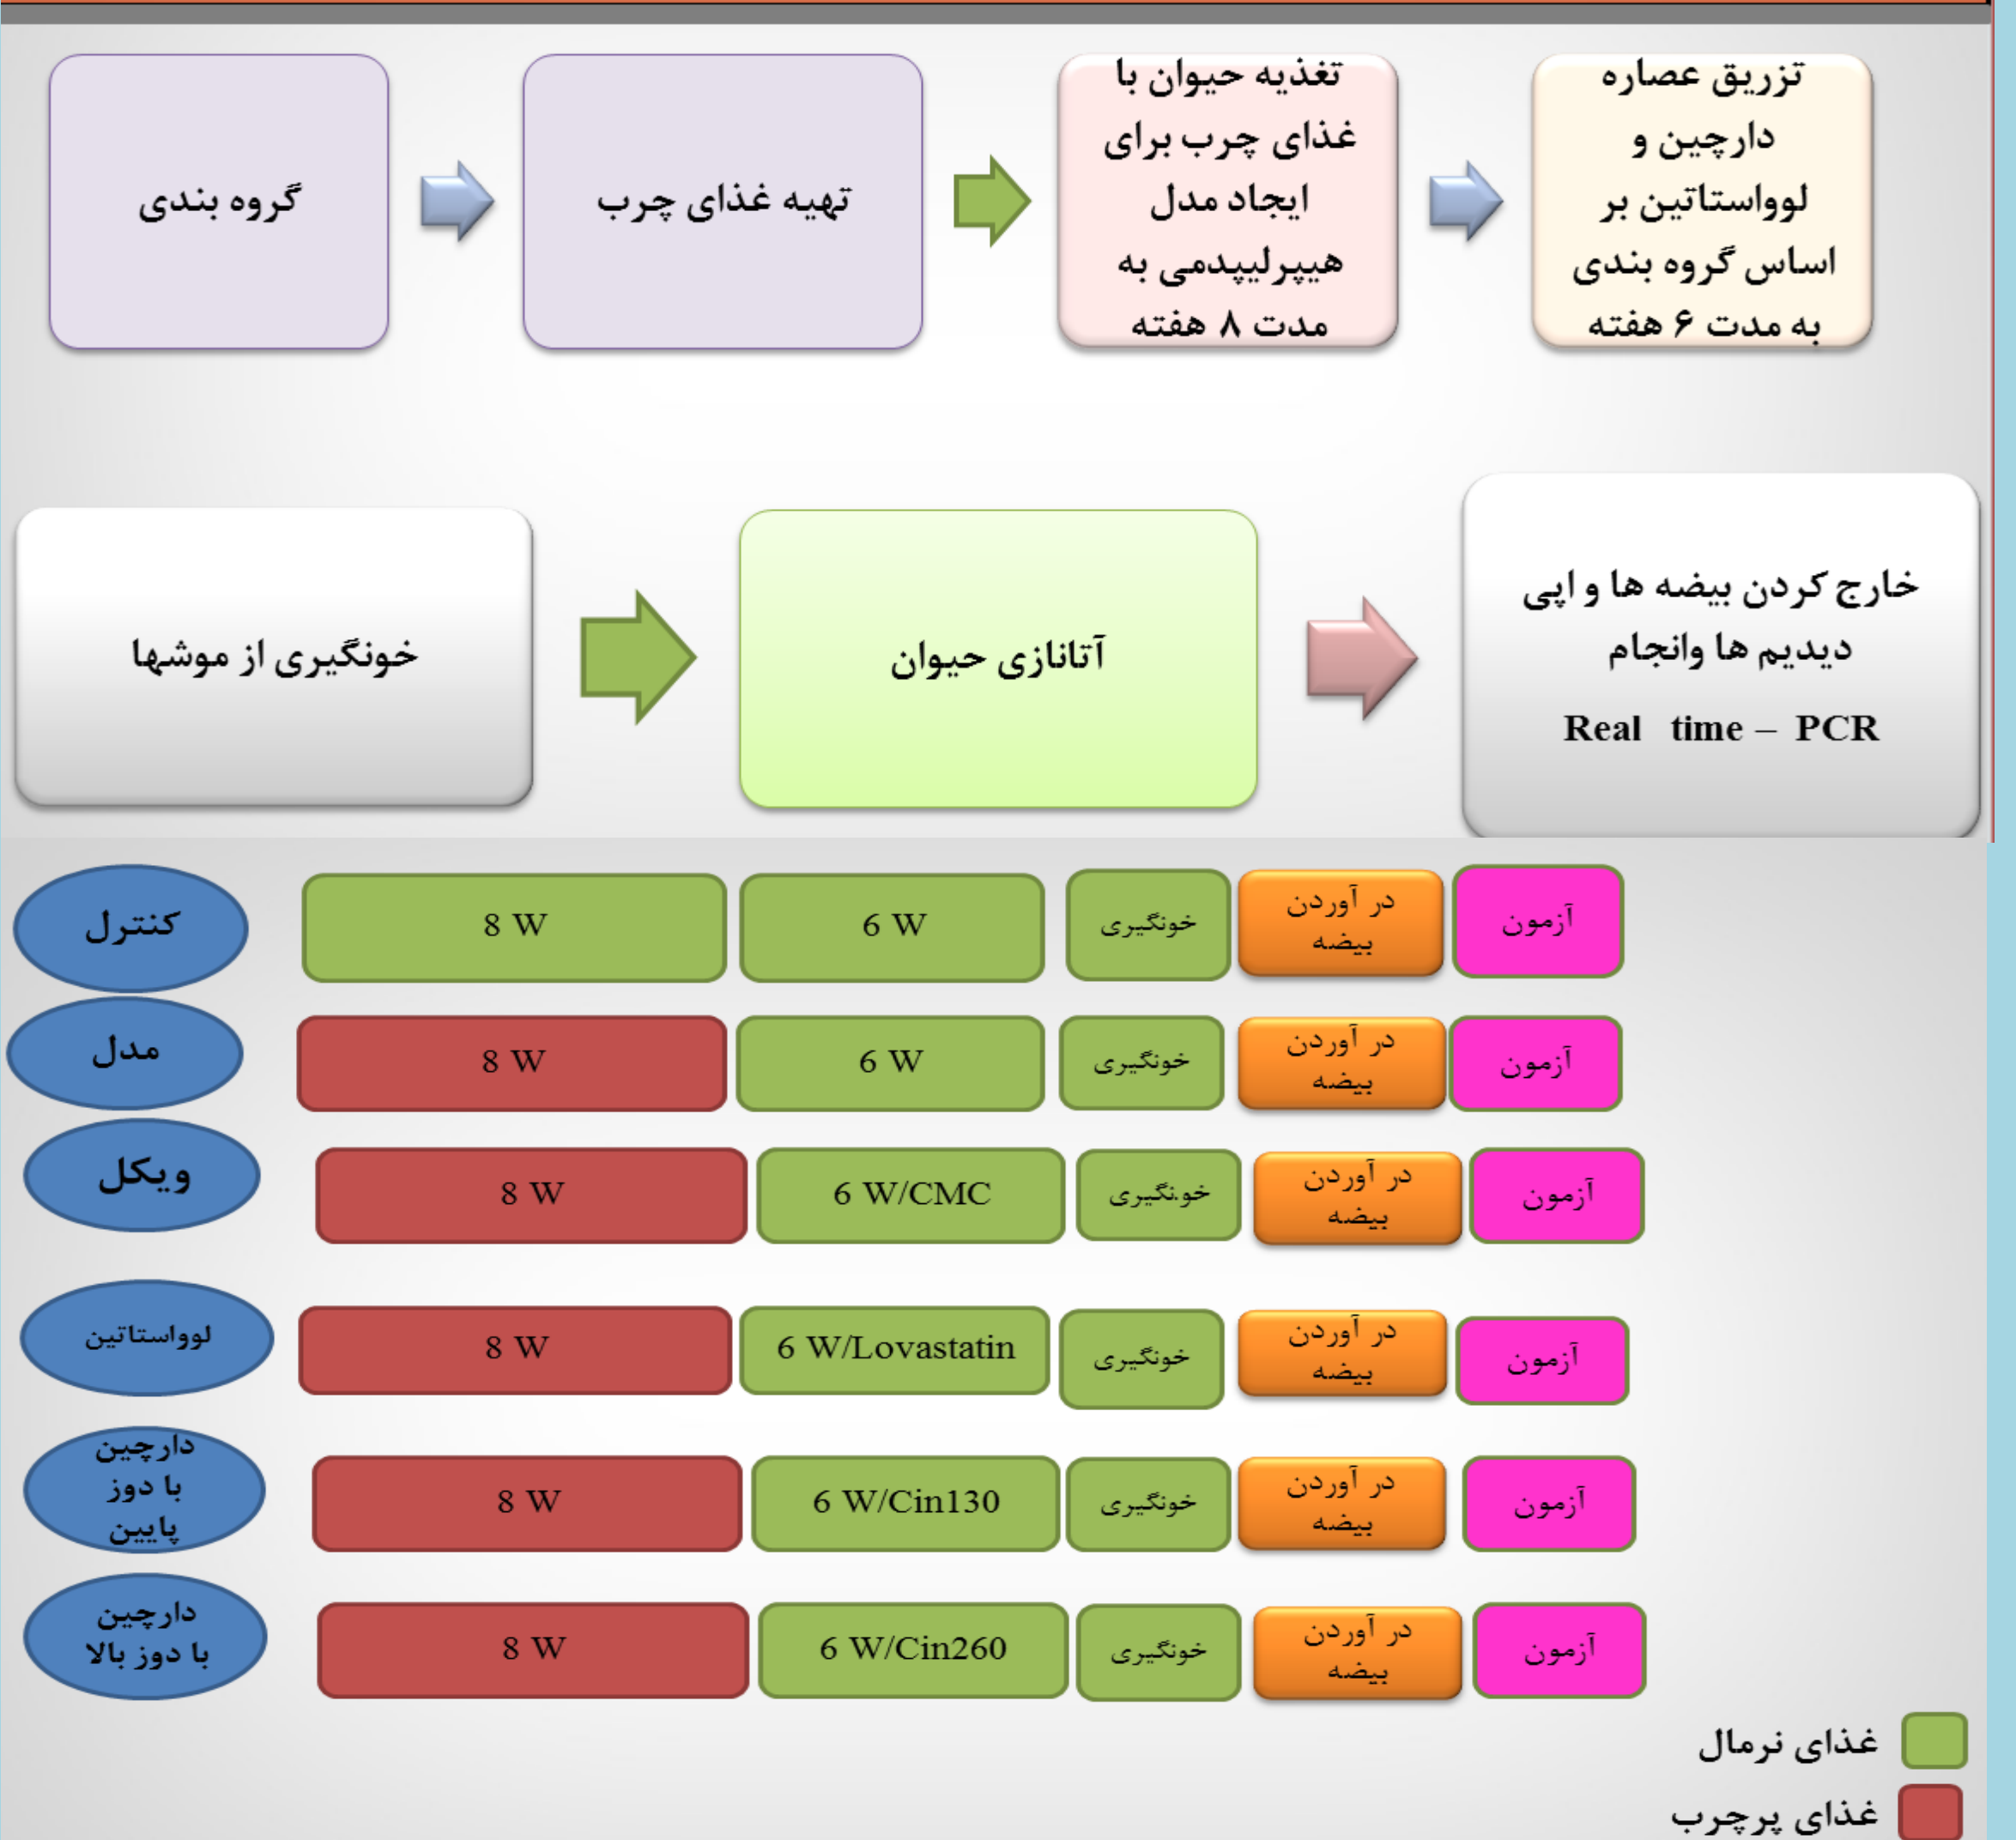 گروه بندی
تهیه غذای چرب
تغذیه حیوان با
غذای چرب برای
ایجاد مدل
هیپرلیپدمی به
مدت ۸ هفته
تزریق عصاره
دارچین و
لوواستاتین بر
اساس گروه بندی
به مدت ۶ هفته
خونگیری از موشها
آتانازی حیوان
خارج کردن بیضه ها و اپی
دیدیم ها وانجام
Real time – PCR
کنترل
8 W
6 W
خونگیری
در آوردن
بیضه
آزمون
مدل
8 W
6 W
خونگیری
در آوردن
بیضه
آزمون
ویکل
8 W
6 W/CMC
خونگیری
در آوردن
بیضه
آزمون
لوواستاتین
8 W
6 W/Lovastatin
خونگیری
در آوردن
بیضه
آزمون
دارچین
با دوز
پایین
8 W
6 W/Cin130
خونگیری
در آوردن
بیضه
آزمون
دارچین
با دوز بالا
8 W
6 W/Cin260
خونگیری
در آوردن
بیضه
آزمون
غذای نرمال
غذای پرچرب